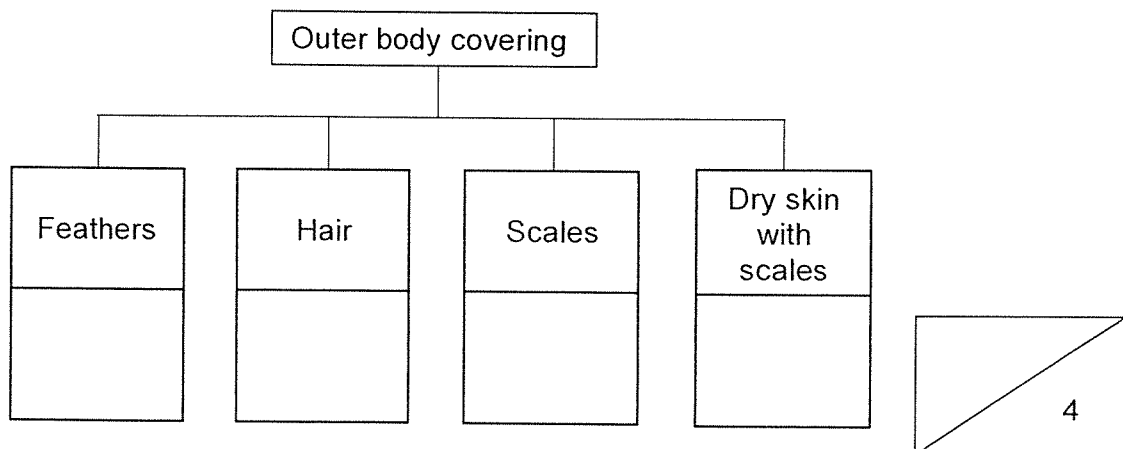 Outer body covering
Feathers
Hair
Scales
Dry skin
with
scales
4